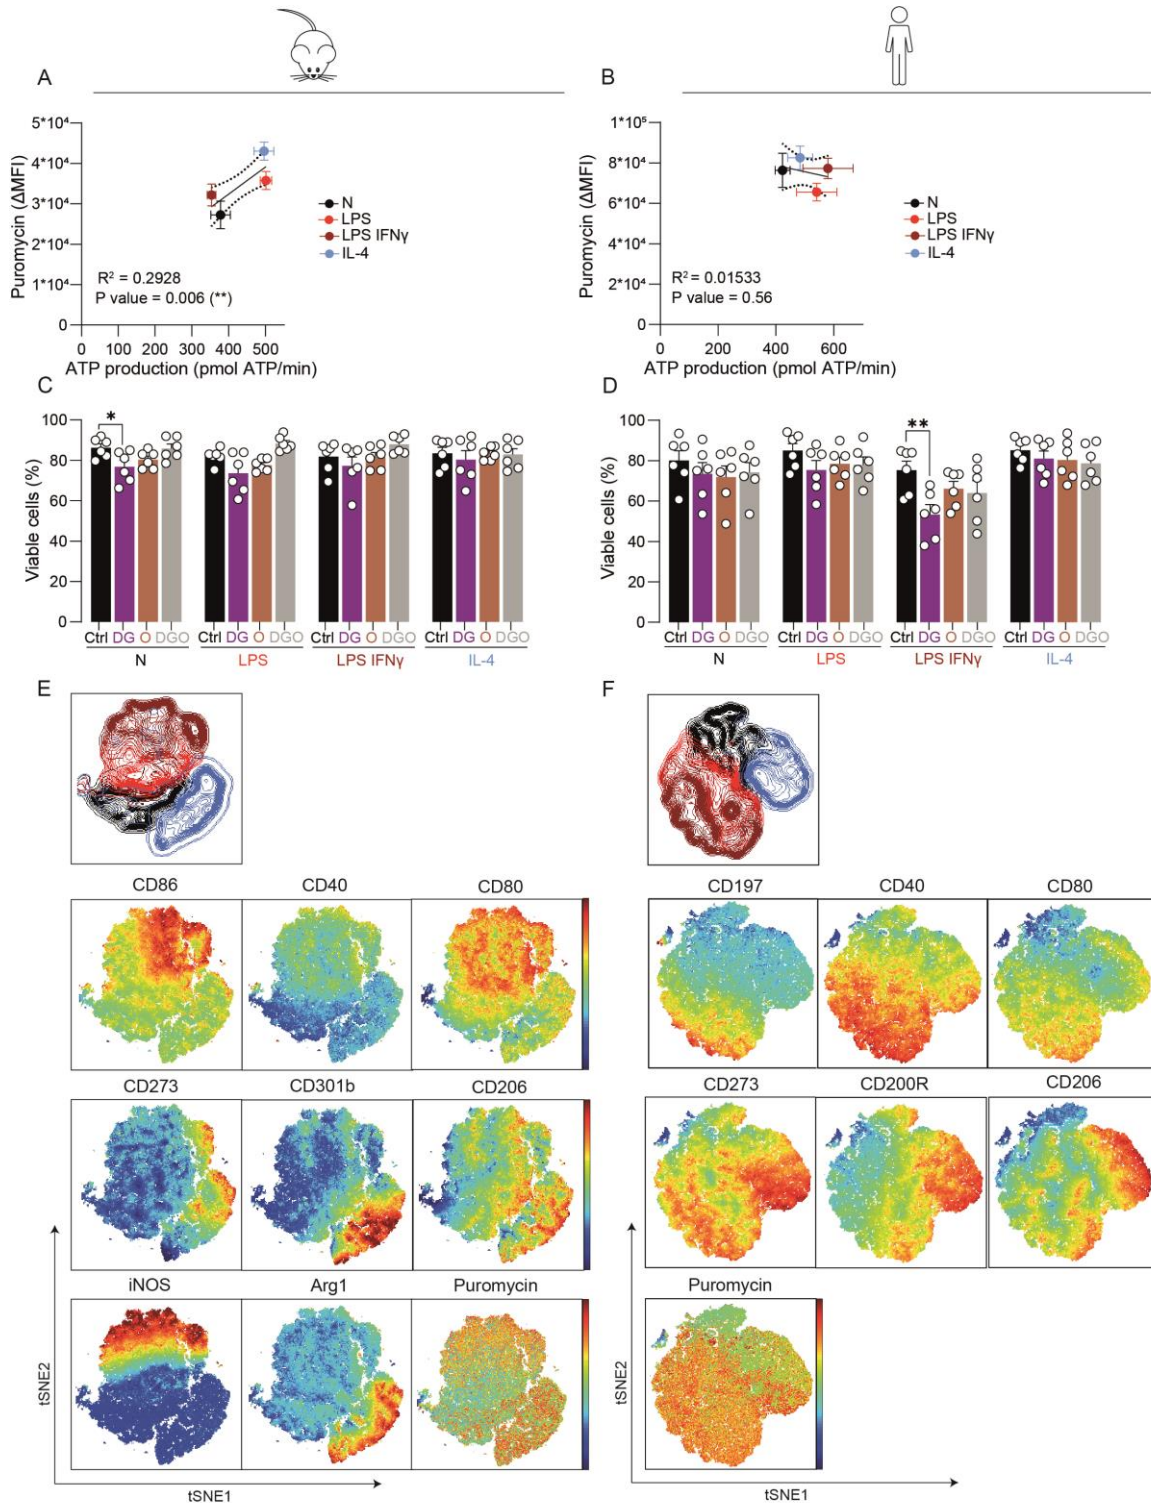 A
B
Puromycin (ΔMFI)
5*10⁴
4*10⁴
3*10⁴
2*10⁴
1*10⁴
0
R² = 0.2928
P value = 0.006 (**)
0 100 200 300 400 500
ATP production (pmol ATP/min)
N
LPS
LPS IFNγ
IL-4
Puromycin (ΔMFI)
1*10⁵
8*10⁴
6*10⁴
4*10⁴
2*10⁴
0
R² = 0.01533
P value = 0.56
0 200 400 600
ATP production (pmol ATP/min)
N
LPS
LPS IFNγ
IL-4
C
Viable cells (%)
100
80
60
40
20
0
*
Ctrl DG O DGO Ctrl DG O DGO Ctrl DG O DGO Ctrl DG O DGO
N LPS LPS IFNγ IL-4
D
Viable cells (%)
100
80
60
40
20
0
**
Ctrl DG O DGO Ctrl DG O DGO Ctrl DG O DGO Ctrl DG O DGO
N LPS LPS IFNγ IL-4
E
CD86 CD40 CD80
CD273 CD301b CD206
iNOS Arg1 Puromycin
tSNE2
tSNE1
F
CD197 CD40 CD80
CD273 CD200R CD206
Puromycin
tSNE2
tSNE1